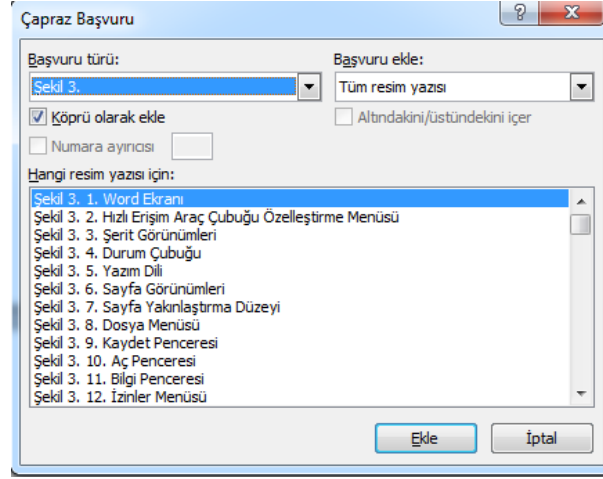 Çapraz Başvuru
Başvuru türü:
Başvuru ekle:
Şekil 3.
Tüm resim yazısı
Köprü olarak ekle
Altındakini/üstündekini içer
Numara ayırıcısı
Hangi resim yazısı için:
Şekil 3. 1. Word Ekranı
Şekil 3. 2. Hızlı Erişim Araç Çubuğu Özelleştirme Menüsü
Şekil 3. 3. Şerit Görünümleri
Şekil 3. 4. Durum Çubuğu
Şekil 3. 5. Yazım Dili
Şekil 3. 6. Sayfa Görünümleri
Şekil 3. 7. Sayfa Yakınlaştırma Düzeyi
Şekil 3. 8. Dosya Menüsü
Şekil 3. 9. Kaydet Penceresi
Şekil 3. 10. Aç Penceresi
Şekil 3. 11. Bilgi Penceresi
Şekil 3. 12. İzinler Menüsü
Ekle
İptal